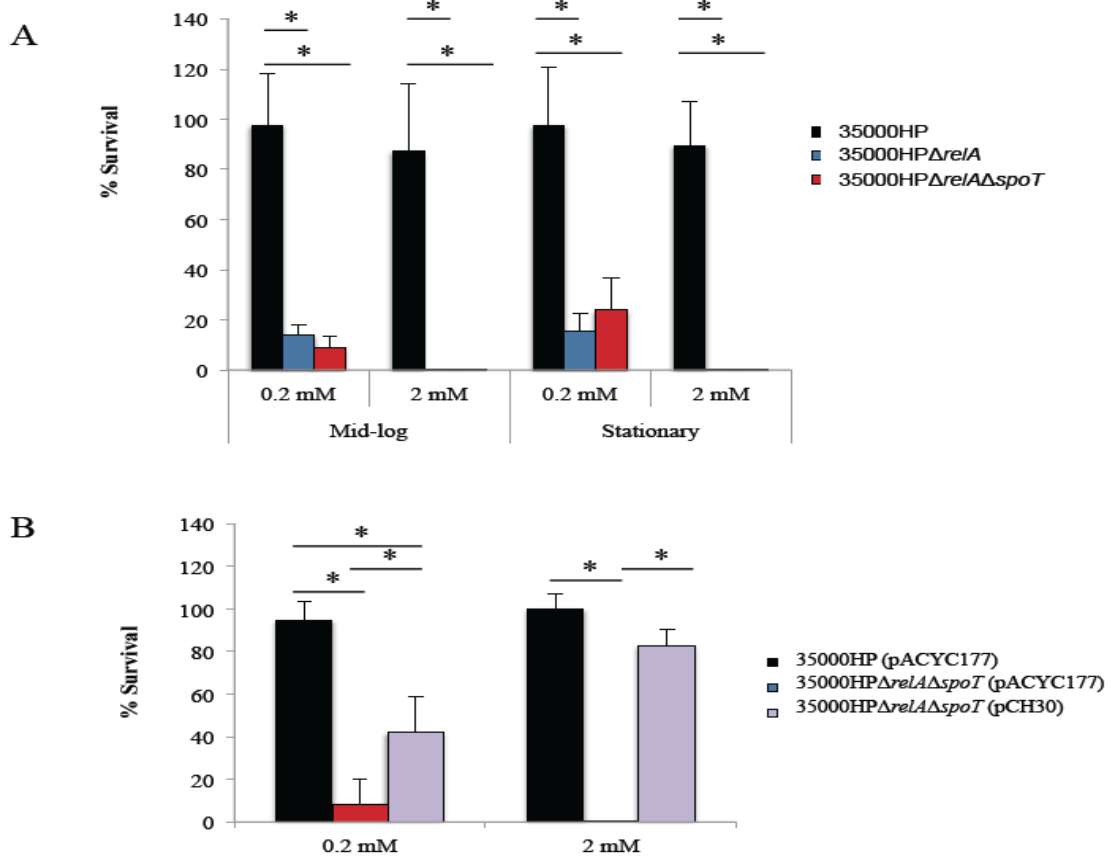 A
% Survival
140
120
100
80
60
40
20
0
* * * *
* * * *
0.2 mM 2 mM 0.2 mM 2 mM
Mid-log Stationary
35000HP
35000HPΔrelA
35000HPΔrelAΔspoT
B
% Survival
140
120
100
80
60
40
20
0
*
* * * *
0.2 mM 2 mM
35000HP (pACYC177)
35000HPΔrelAΔspoT (pACYC177)
35000HPΔrelAΔspoT (pCH30)